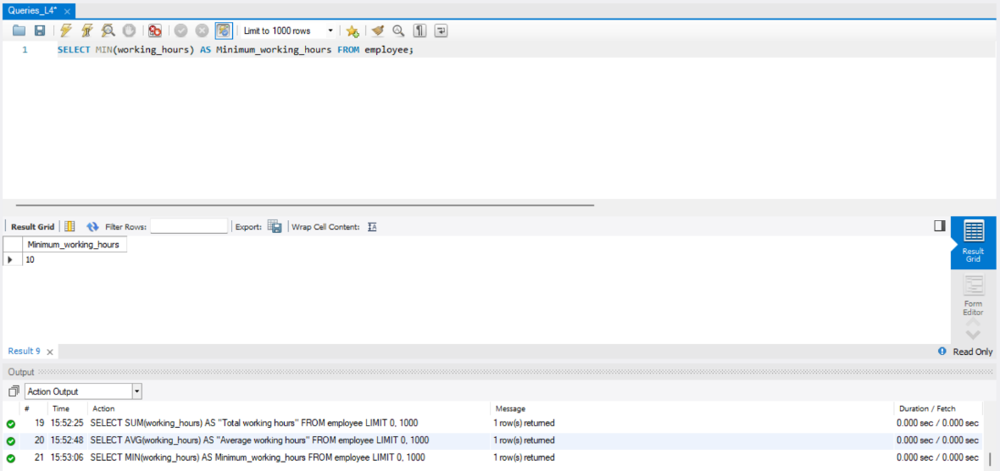 Queries_L4*
Limit to 1000 rows
1 SELECT MIN(working_hours) AS Minimum_working_hours FROM employee;
Result Grid Filter Rows: Export: Wrap Cell Content: IA
Minimum_working_hours
10
Result
Grid
Form
Editor
Result 9 Read Only
Output
Action Output
# Time Action Message Duration / Fetch
19 15:52:25 SELECT SUM(working_hours) AS "Total working hours" FROM employee LIMIT 0, 1000 1 row(s) returned 0.000 sec / 0.000 sec
20 15:52:48 SELECT AVG(working_hours) AS "Average working hours" FROM employee LIMIT 0, 1000 1 row(s) returned 0.000 sec / 0.000 sec
21 15:53:06 SELECT MIN(working_hours) AS Minimum_working_hours FROM employee LIMIT 0, 1000 1 row(s) returned 0.000 sec / 0.000 sec